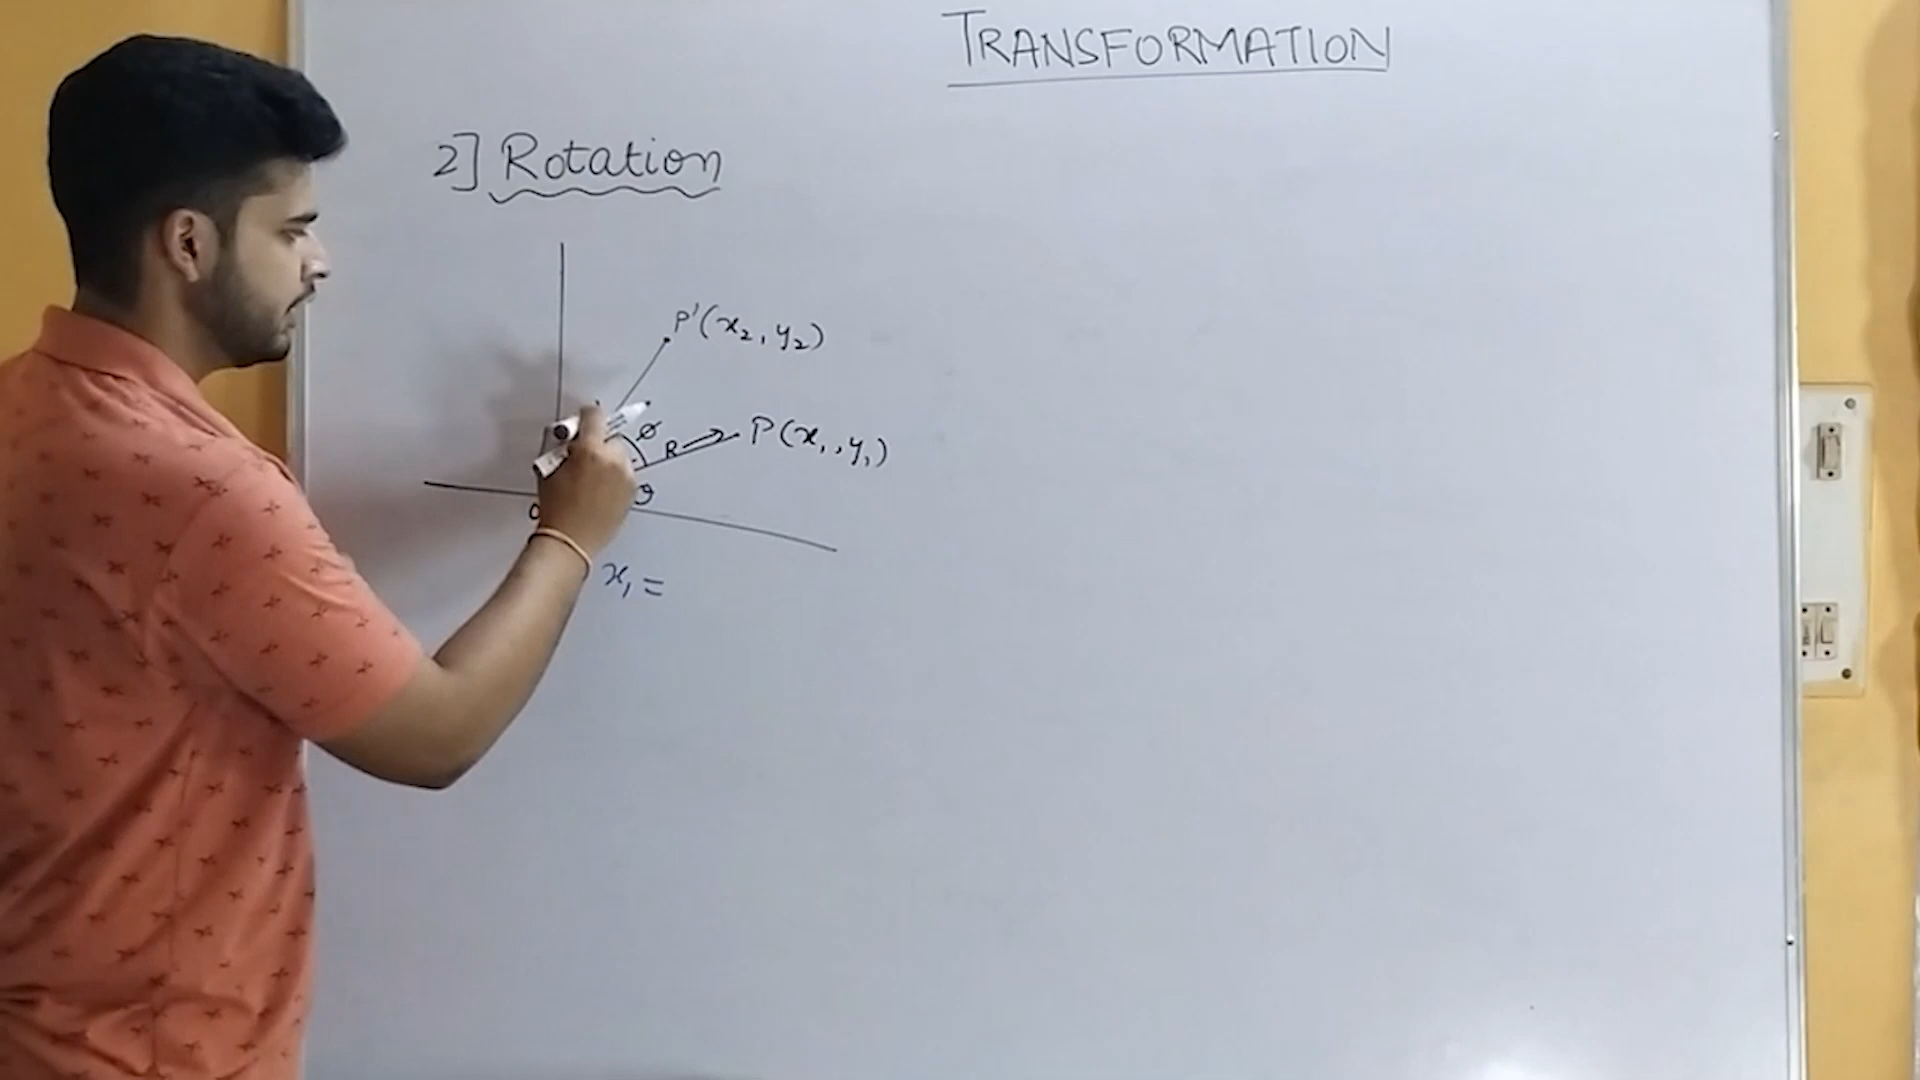 TRANSFORMATION
2] Rotation
P'(x₂, y₂)
ø
R
P(x₁, y₁)
θ
x₁ =